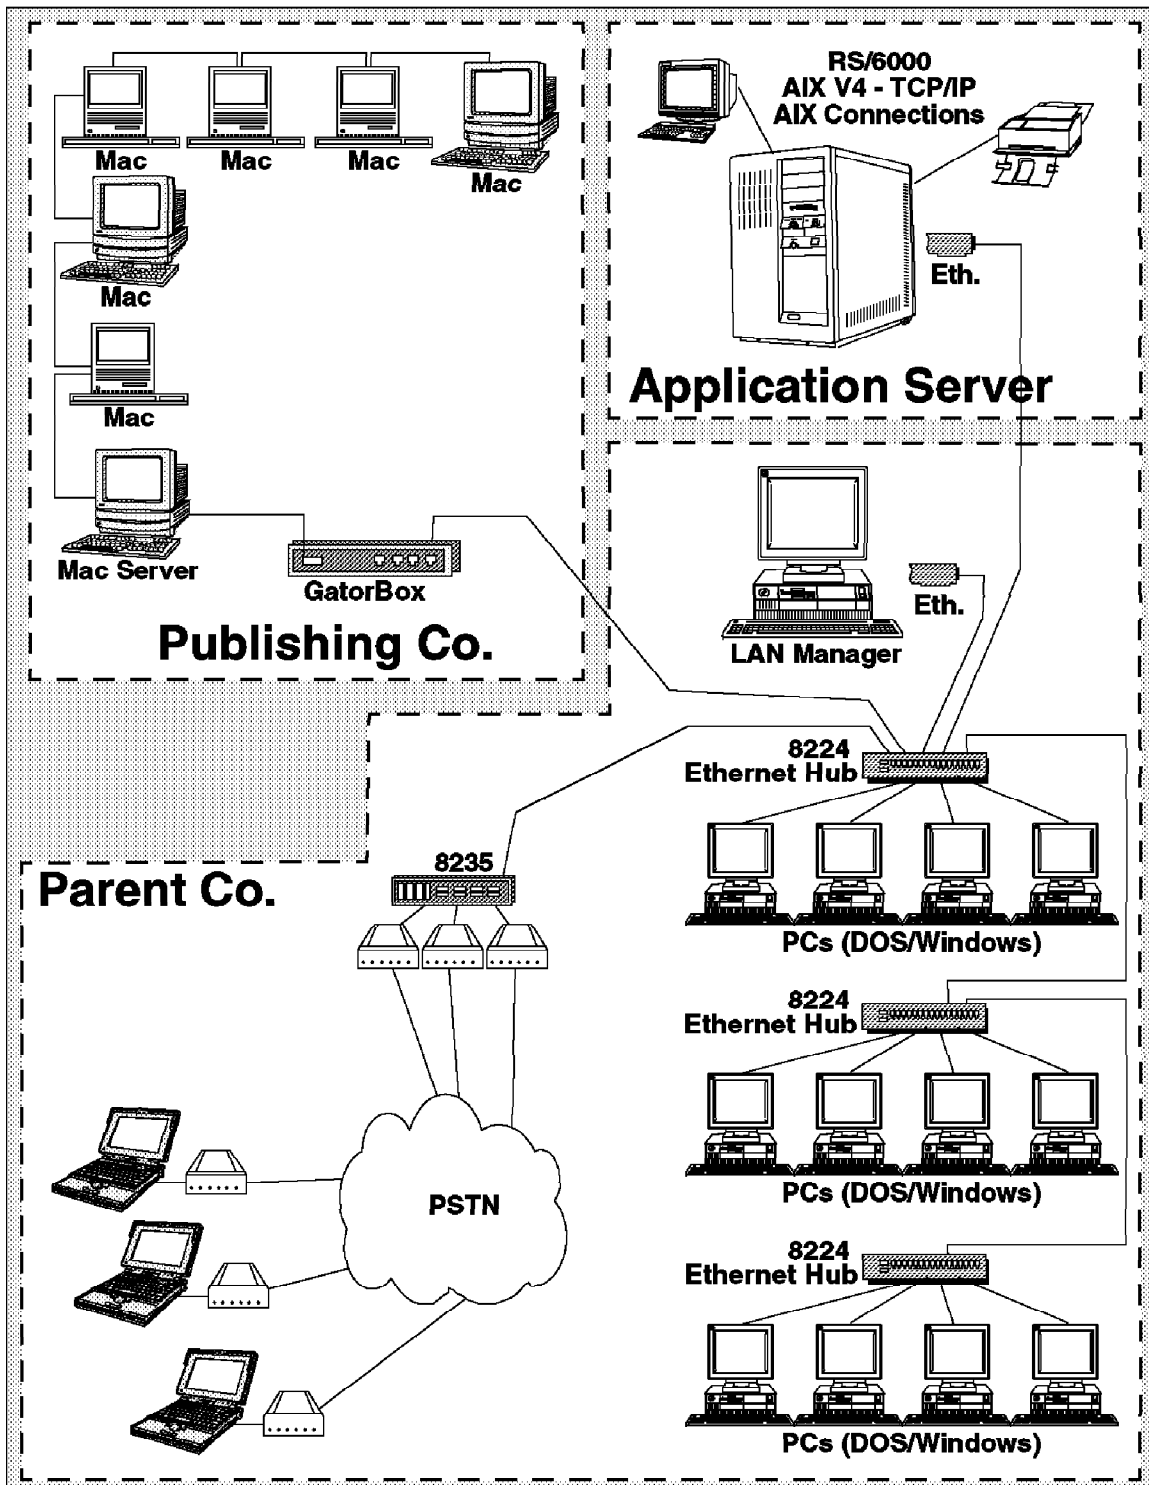 Mac
Mac
Mac
Mac
Mac
Mac
Mac Server
GatorBox
Publishing Co.
RS/6000
AIX V4 - TCP/IP
AIX Connections
Eth.
Application Server
Eth.
LAN Manager
8224
Ethernet Hub
PCs (DOS/Windows)
8235
Parent Co.
8224
Ethernet Hub
PCs (DOS/Windows)
PSTN
8224
Ethernet Hub
PCs (DOS/Windows)